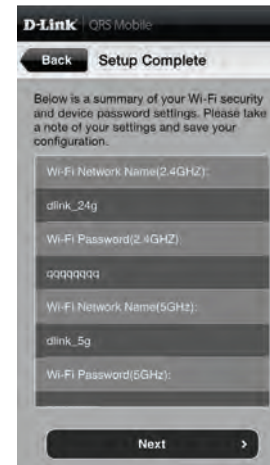 D-Link QRS Mobile
Back Setup Complete
Below is a summary of your Wi-Fi security
and device password settings. Please take
a note of your settings and save your
configuration.
Wi-Fi Network Name(2.4GHZ):
dlink_24g
Wi-Fi Password(2.4GHZ)
qqqqqqqq
Wi-Fi Network Name(5GHz):
dlink_5g
Wi-Fi Password(5GHz):
Next